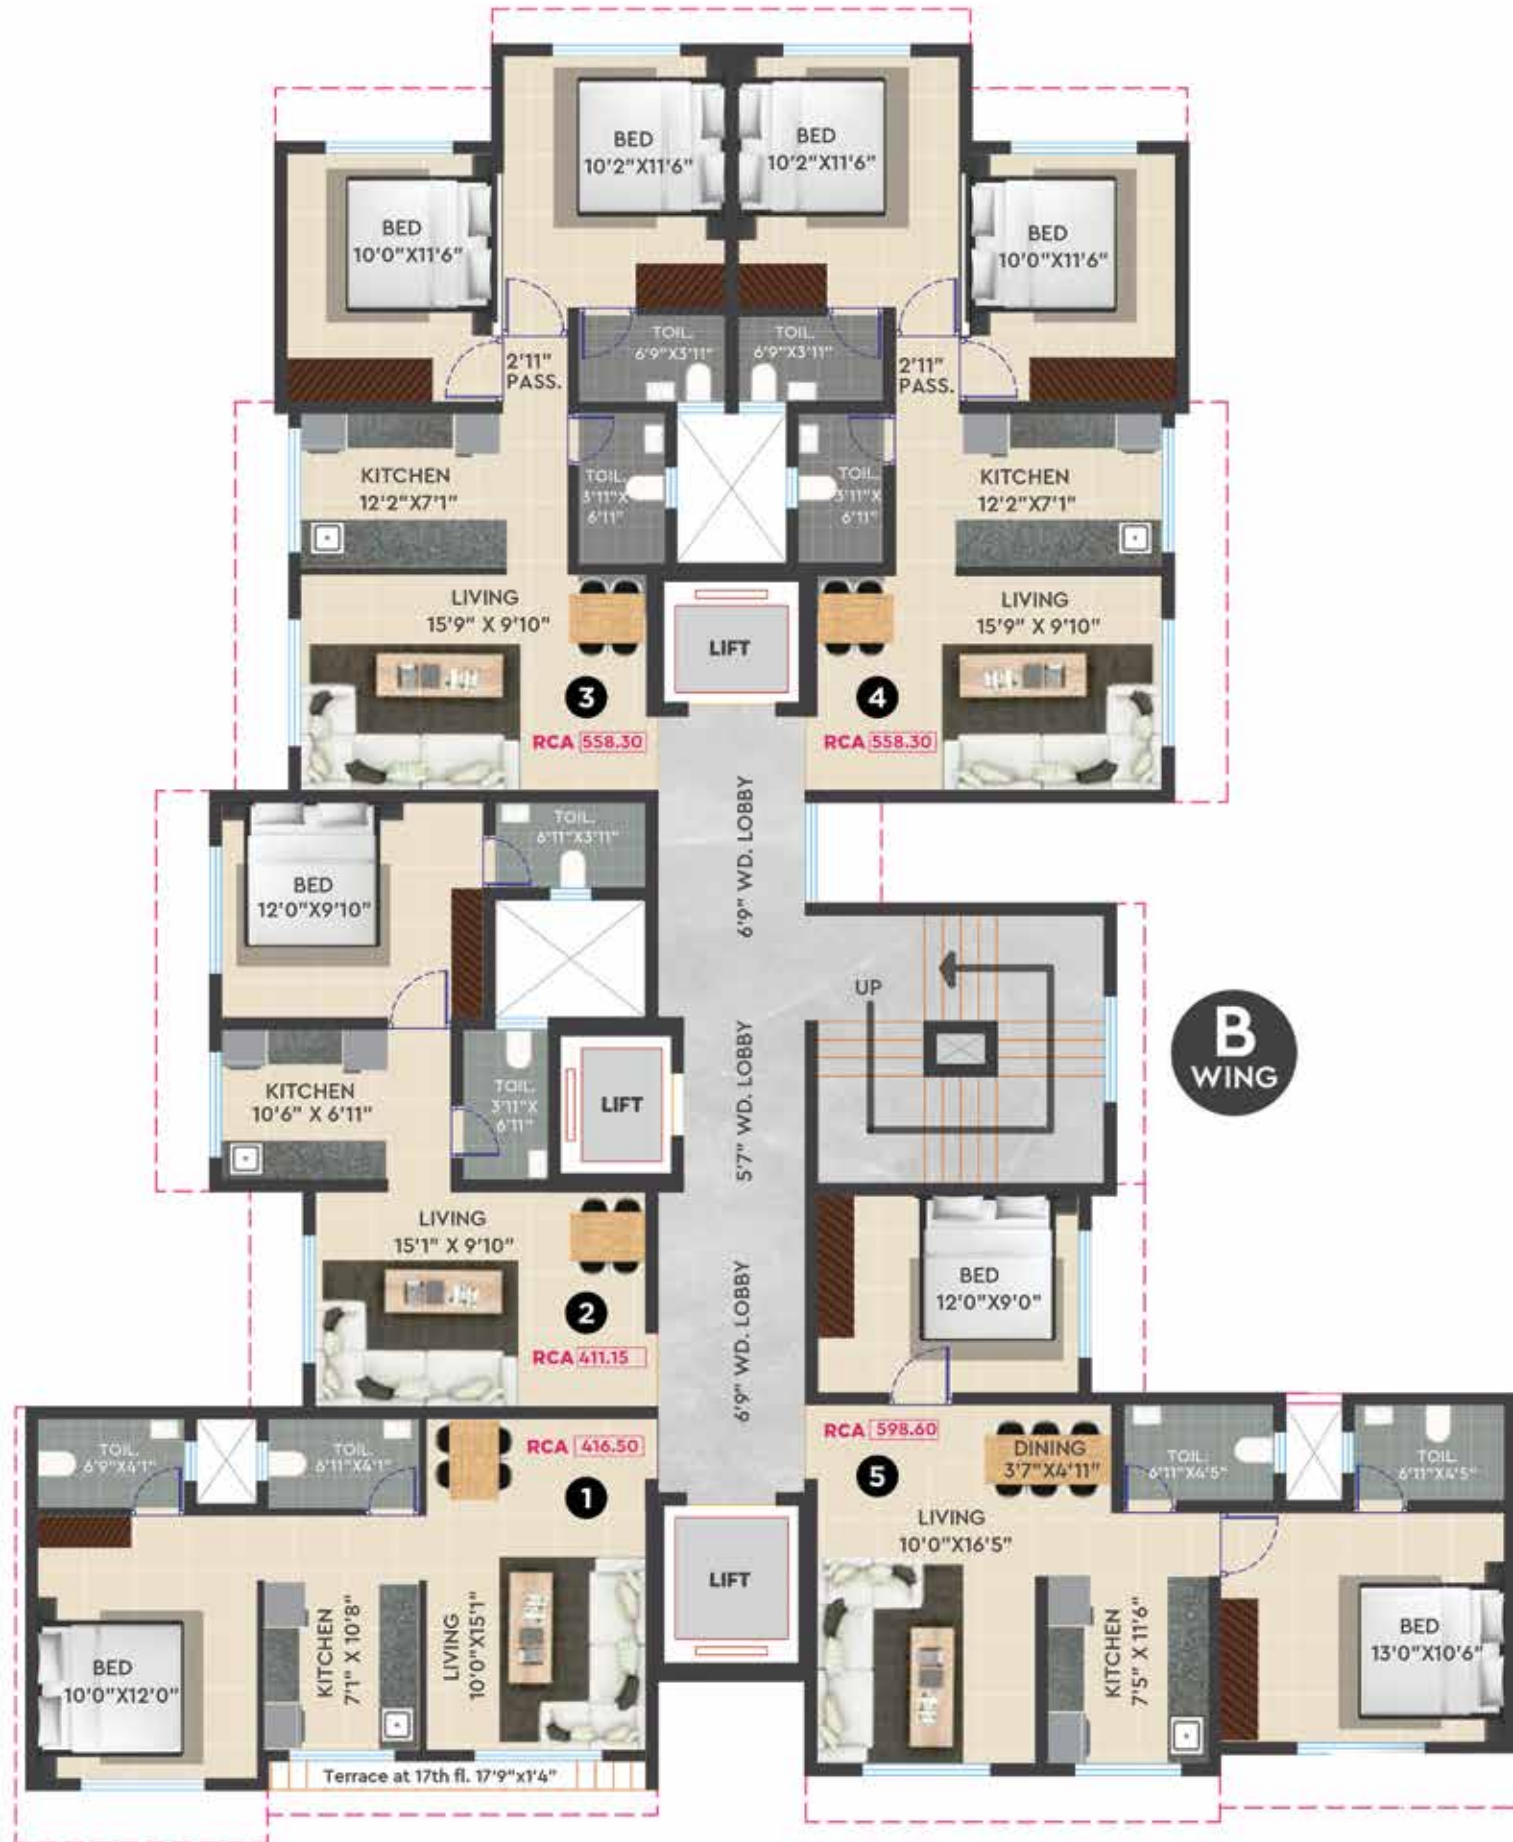 BED
10'2"X11'6"
BED
10'2"X11'6"
BED
10'0"X11'6"
BED
10'0"X11'6"
TOIL.
6'9"X3'11"
TOIL.
6'9"X3'11"
2'11"
PASS.
2'11"
PASS.
KITCHEN
12'2"X7'1"
TOIL.
3'11"X
6'11"
TOIL.
3'11"X
6'11"
KITCHEN
12'2"X7'1"
LIVING
15'9" X 9'10"
LIFT
LIVING
15'9" X 9'10"
3
RCA 558.30
4
RCA 558.30
6'9" WD. LOBBY
TOIL.
6'11"X3'11"
BED
12'0"X9'10"
UP
B
WING
KITCHEN
10'6" X 6'11"
TOIL.
3'11"X
6'11"
LIFT
5'7" WD. LOBBY
LIVING
15'1" X 9'10"
2
RCA 411.15
BED
12'0"X9'0"
6'9" WD. LOBBY
TOIL.
6'9"X4'1"
TOIL.
6'11"X4'1"
RCA 416.50
1
RCA 598.60
5
DINING
3'7"X4'11"
TOIL.
6'11"X4'5"
TOIL.
6'11"X4'5"
LIVING
10'0"X16'5"
LIFT
BED
10'0"X12'0"
KITCHEN
7'1" X 10'8"
LIVING
10'0"X15'1"
KITCHEN
7'5" X 11'6"
BED
13'0"X10'6"
Terrace at 17th fl. 17'9"x1'4"